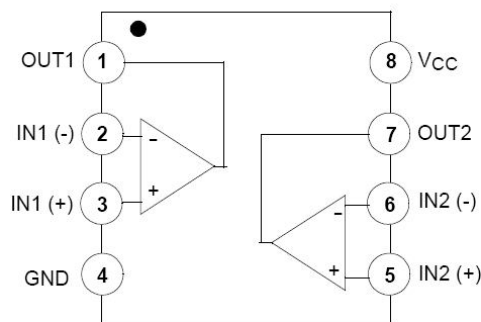 OUT1 1
8 VCC
IN1 (-) 2 -
7 OUT2
IN1 (+) 3 +
- 6 IN2 (-)
GND 4
+ 5 IN2 (+)